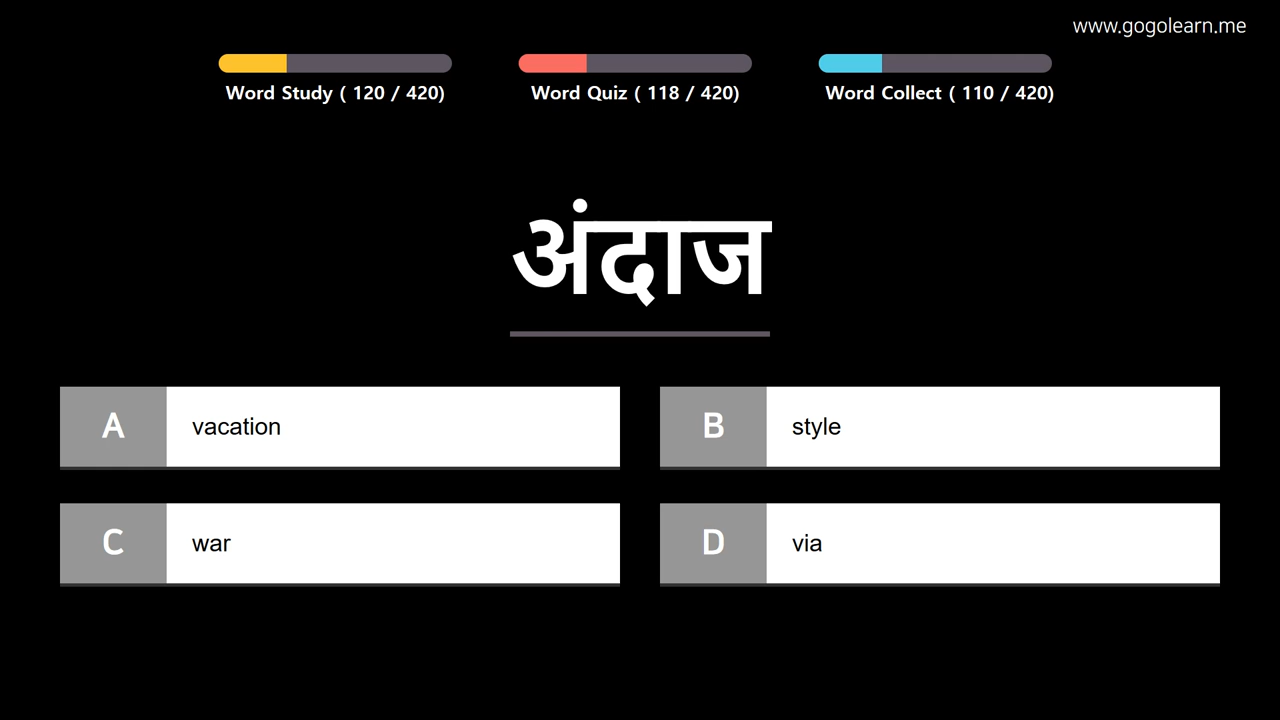 www.gogolearn.me
Word Study ( 120 / 420)
Word Quiz ( 118 / 420)
Word Collect ( 110 / 420)
अंदाज
A vacation
B style
C war
D via